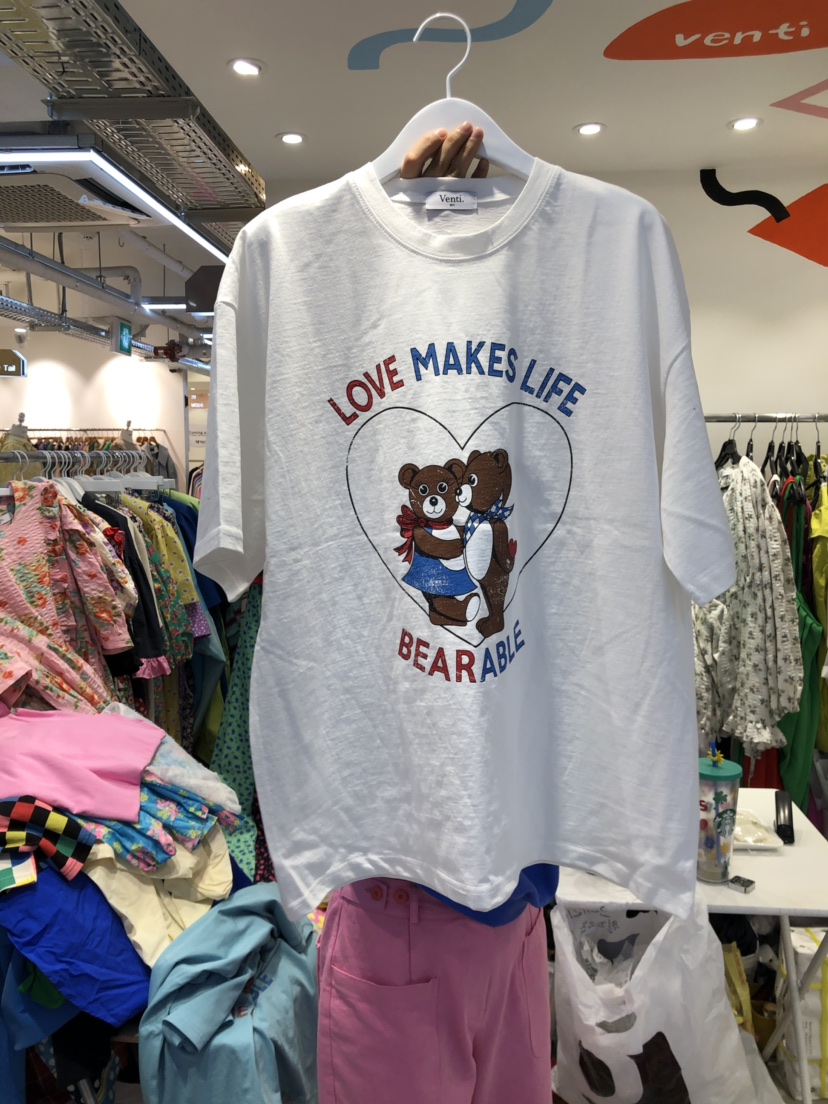 venti
Venti.
LOVE MAKES LIFE
BEARABLE